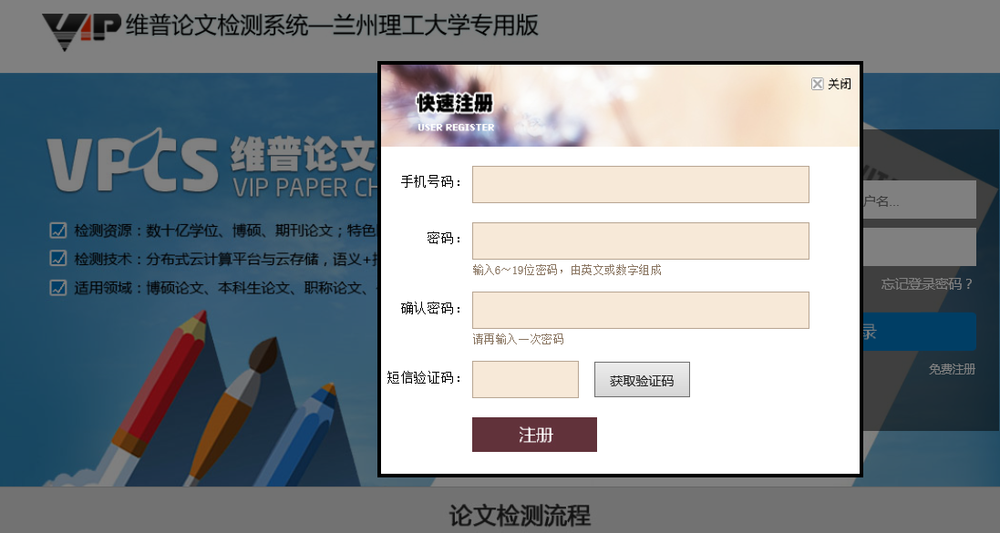 VIP 维普论文检测系统—兰州理工大学专用版
关闭
快速注册
USER REGISTER
VPCS 维普论文
VIP PAPER CH
检测资源：数十亿学位、博硕、期刊论文；特色
检测技术：分布式云计算平台与云存储，语义+
适用领域：博硕论文、本科生论文、职称论文、
手机号码：
密码：
输入6～19位密码，由英文或数字组成
确认密码：
请再输入一次密码
短信验证码：
获取验证码
注册
户名...
忘记登录密码？
录
免费注册
论文检测流程